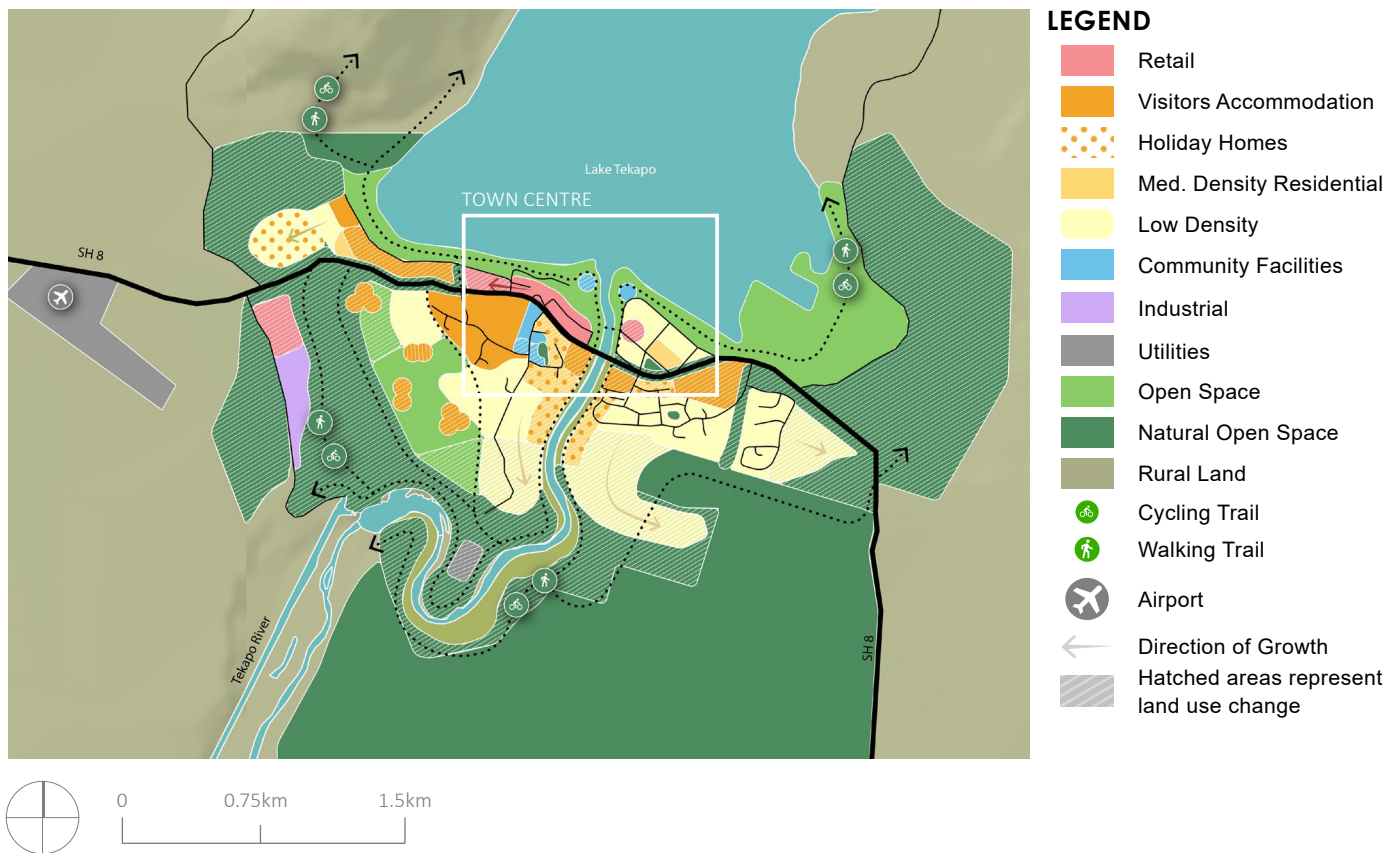 LEGEND
Retail
Visitors Accommodation
Holiday Homes
Med. Density Residential
Low Density
Community Facilities
Industrial
Utilities
Open Space
Natural Open Space
Rural Land
Cycling Trail
Walking Trail
Airport
Direction of Growth
Hatched areas represent
land use change
Lake Tekapo
TOWN CENTRE
SH 8
Tekapo River
SH 8
0
0.75km
1.5km